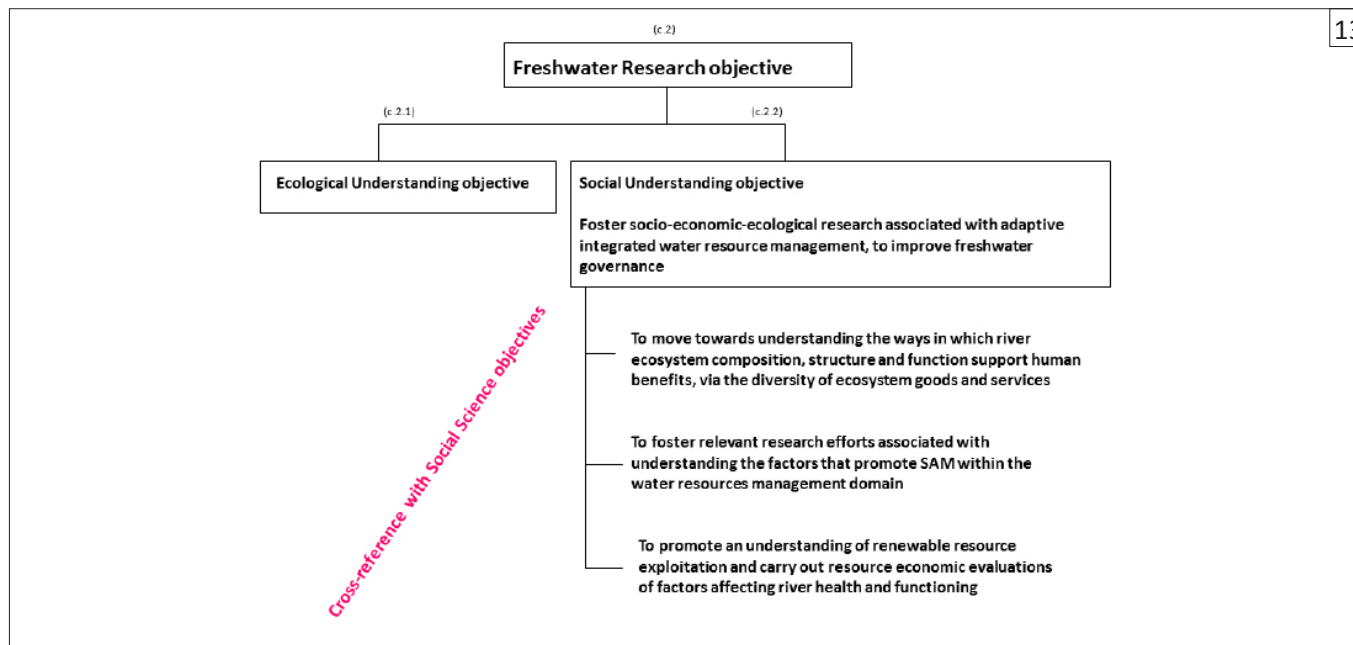 13
(c.2)
Freshwater Research objective
(c.2.1)
(c.2.2)
Ecological Understanding objective
Social Understanding objective
Foster socio-economic-ecological research associated with adaptive
integrated water resource management, to improve freshwater
governance
Cross-reference with Social Science objectives
To move towards understanding the ways in which river
ecosystem composition, structure and function support human
benefits, via the diversity of ecosystem goods and services
To foster relevant research efforts associated with
understanding the factors that promote SAM within the
water resources management domain
To promote an understanding of renewable resource
exploitation and carry out resource economic evaluations
of factors affecting river health and functioning